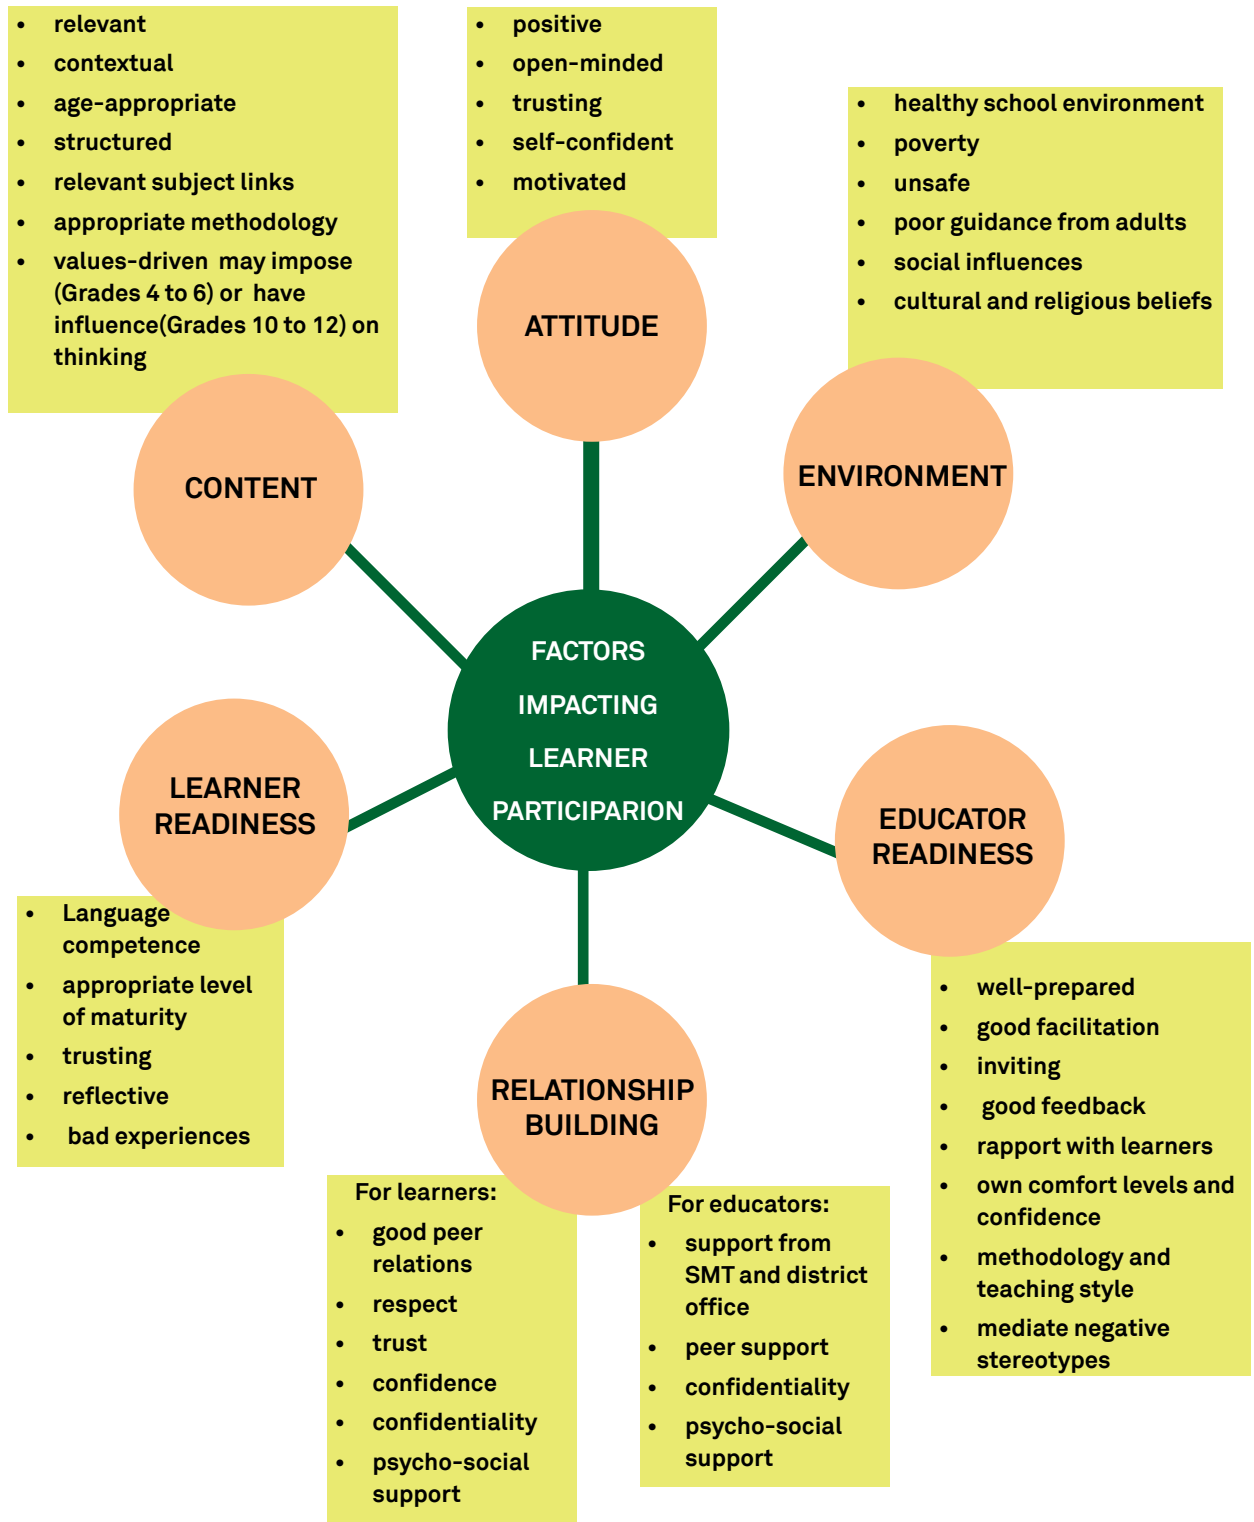 • relevant
• contextual
• age-appropriate
• structured
• relevant subject links
• appropriate methodology
• values-driven may impose
(Grades 4 to 6) or have
influence(Grades 10 to 12) on
thinking
CONTENT
• positive
• open-minded
• trusting
• self-confident
• motivated
ATTITUDE
• healthy school environment
• poverty
• unsafe
• poor guidance from adults
• social influences
• cultural and religious beliefs
ENVIRONMENT
FACTORS
IMPACTING
LEARNER
PARTICIPARION
LEARNER
READINESS
• Language
competence
• appropriate level
of maturity
• trusting
• reflective
• bad experiences
EDUCATOR
READINESS
• well-prepared
• good facilitation
• inviting
• good feedback
• rapport with learners
• own comfort levels and
confidence
• methodology and
teaching style
• mediate negative
stereotypes
RELATIONSHIP
BUILDING
For learners:
• good peer
relations
• respect
• trust
• confidence
• confidentiality
• psycho-social
support
For educators:
• support from
SMT and district
office
• peer support
• confidentiality
• psycho-social
support